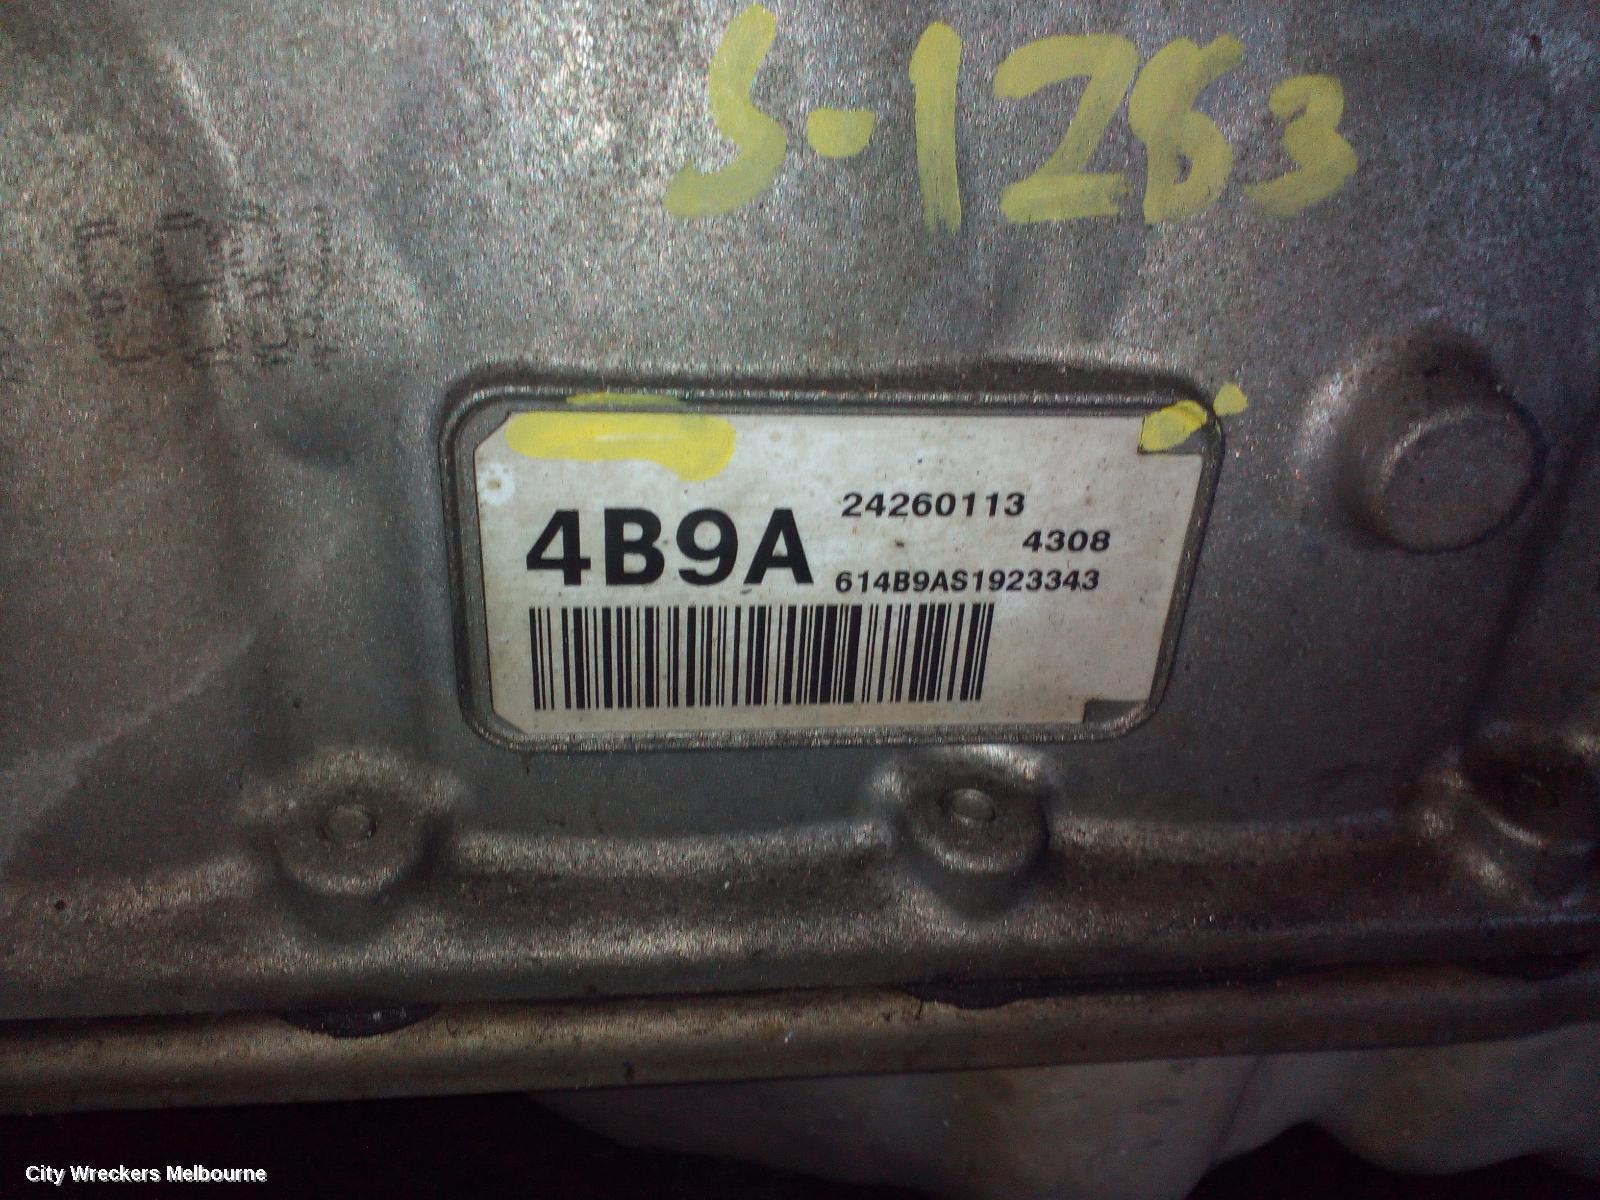 S-1283
4B9A
24260113
4308
614B9AS1923343
City Wreckers Melbourne